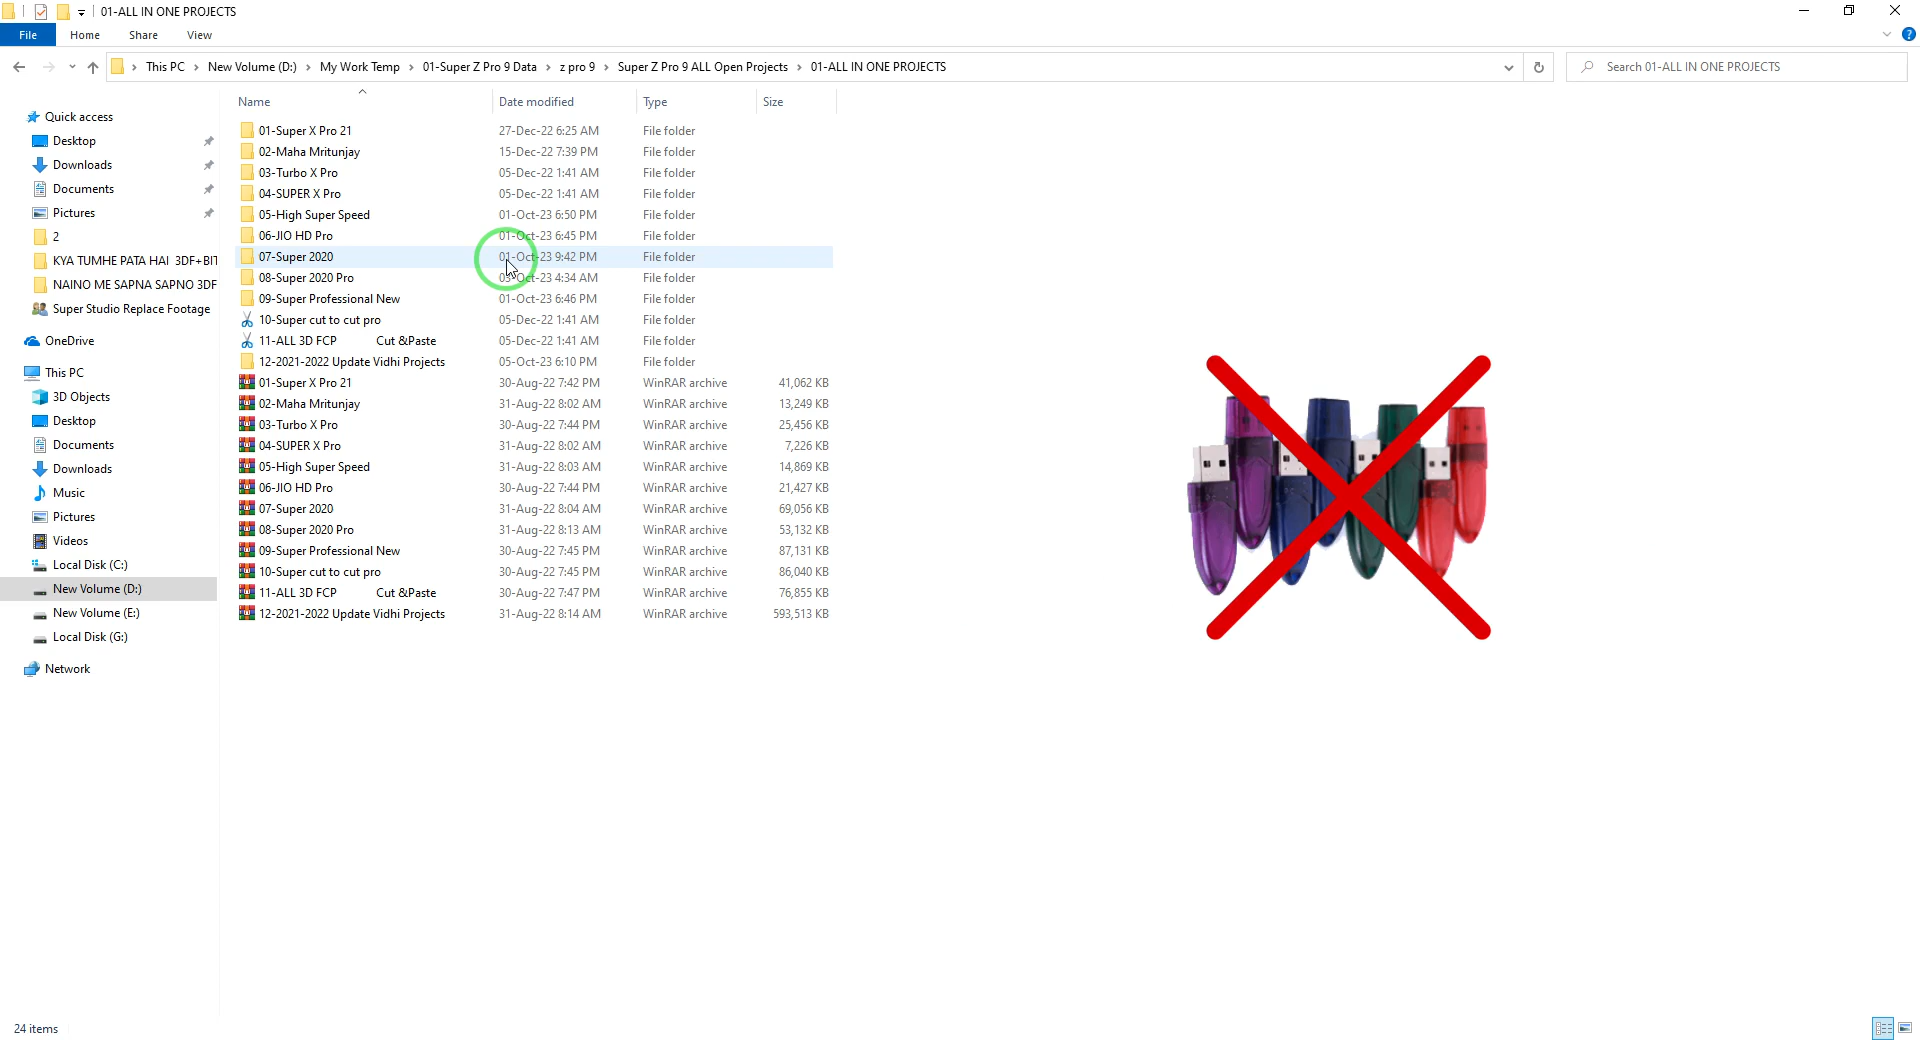 01-ALL IN ONE PROJECTS
File Home Share View
This PC New Volume (D:) My Work Temp 01-Super Z Pro 9 Data z pro 9 Super Z Pro 9 ALL Open Projects 01-ALL IN ONE PROJECTS Search 01-ALL IN ONE PROJECTS
Quick access
Desktop
Downloads
Documents
Pictures
2
KYA TUMHE PATA HAI 3DF+BIT
NAINO ME SAPNA SAPNO 3DF
Super Studio Replace Footage
OneDrive
This PC
3D Objects
Desktop
Documents
Downloads
Music
Pictures
Videos
Local Disk (C:)
New Volume (D:)
New Volume (E:)
Local Disk (G:)
Network
Name Date modified Type Size
01-Super X Pro 21 27-Dec-22 6:25 AM File folder
02-Maha Mritunjay 15-Dec-22 7:39 PM File folder
03-Turbo X Pro 05-Dec-22 1:41 AM File folder
04-SUPER X Pro 05-Dec-22 1:41 AM File folder
05-High Super Speed 01-Oct-23 6:50 PM File folder
06-JIO HD Pro 01-Oct-23 6:45 PM File folder
07-Super 2020 01-Oct-23 9:42 PM File folder
08-Super 2020 Pro 03-Oct-23 4:34 AM File folder
09-Super Professional New 01-Oct-23 6:46 PM File folder
10-Super cut to cut pro 05-Dec-22 1:41 AM File folder
11-ALL 3D FCP Cut &Paste 05-Dec-22 1:41 AM File folder
12-2021-2022 Update Vidhi Projects 05-Oct-23 6:10 PM File folder
01-Super X Pro 21 30-Aug-22 7:42 PM WinRAR archive 41,062 KB
02-Maha Mritunjay 31-Aug-22 8:02 AM WinRAR archive 13,249 KB
03-Turbo X Pro 30-Aug-22 7:44 PM WinRAR archive 25,456 KB
04-SUPER X Pro 31-Aug-22 8:02 AM WinRAR archive 7,226 KB
05-High Super Speed 31-Aug-22 8:03 AM WinRAR archive 14,869 KB
06-JIO HD Pro 30-Aug-22 7:44 PM WinRAR archive 21,427 KB
07-Super 2020 31-Aug-22 8:04 AM WinRAR archive 69,056 KB
08-Super 2020 Pro 31-Aug-22 8:13 AM WinRAR archive 53,132 KB
09-Super Professional New 30-Aug-22 7:45 PM WinRAR archive 87,131 KB
10-Super cut to cut pro 30-Aug-22 7:45 PM WinRAR archive 86,040 KB
11-ALL 3D FCP Cut &Paste 30-Aug-22 7:47 PM WinRAR archive 76,855 KB
12-2021-2022 Update Vidhi Projects 31-Aug-22 8:14 AM WinRAR archive 593,513 KB
24 items